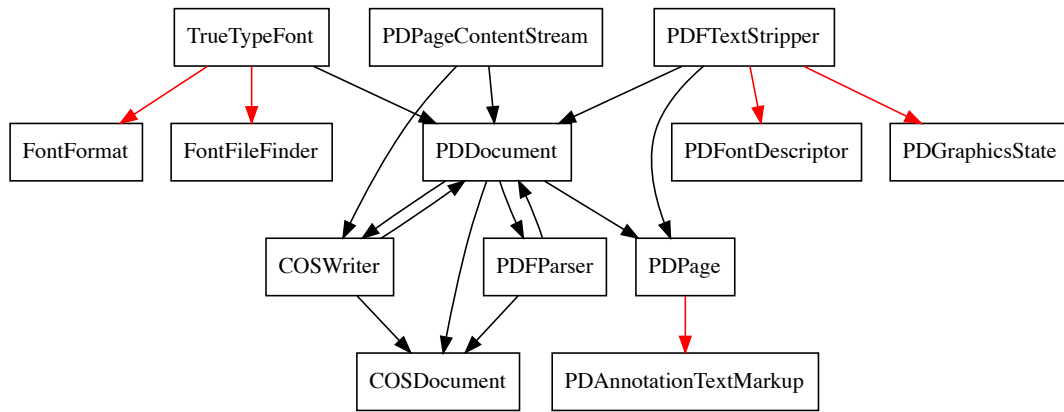 TrueTypeFont
PDPageContentStream
PDFTextStripper
FontFormat
FontFileFinder
PDDocument
PDFontDescriptor
PDGraphicsState
COSWriter
PDFParser
PDPage
COSDocument
PDAnnotationTextMarkup